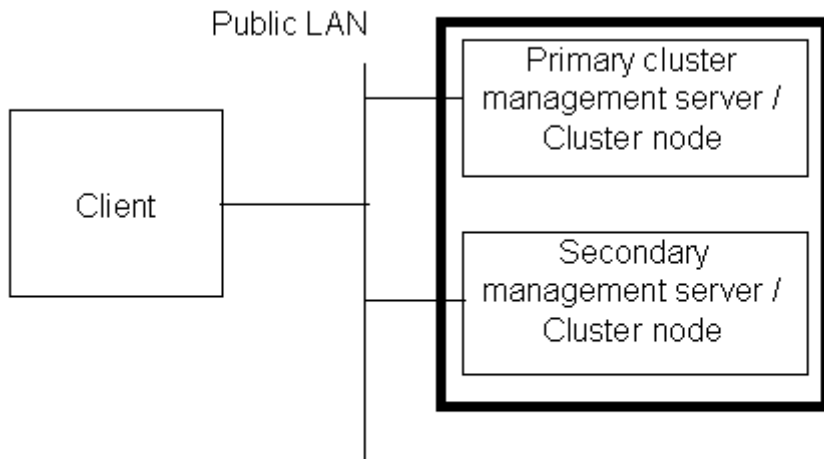 Public LAN
Primary cluster
management server /
Cluster node
Client
Secondary
management server /
Cluster node